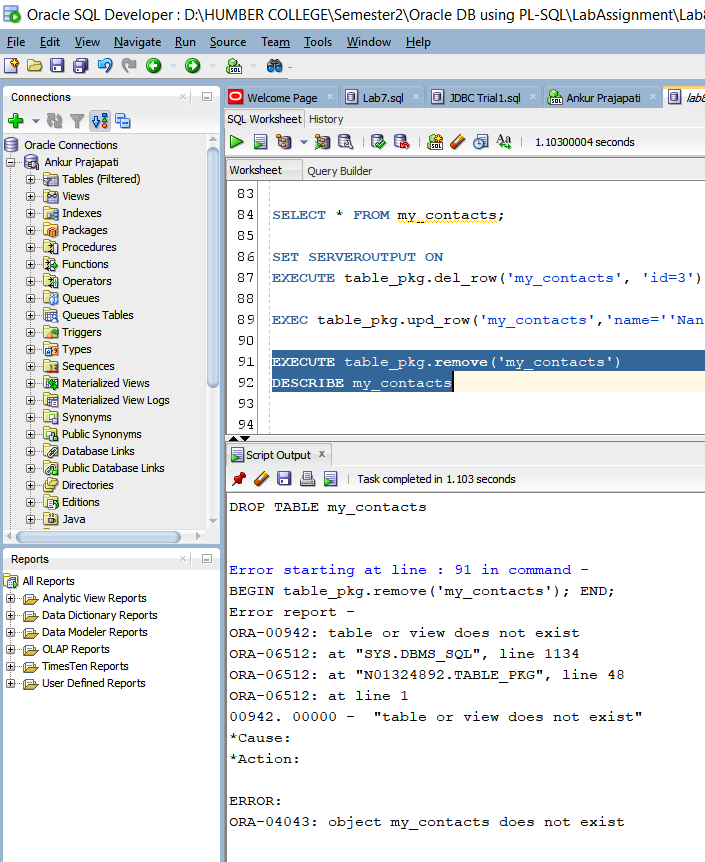 Oracle SQL Developer : D:\HUMBER COLLEGE\Semester2\Oracle DB using PL-SQL\LabAssignment\Lab8
File Edit View Navigate Run Source Team Tools Window Help
Connections
Oracle Connections
Ankur Prajapati
Tables (Filtered)
Views
Indexes
Packages
Procedures
Functions
Operators
Queues
Queues Tables
Triggers
Types
Sequences
Materialized Views
Materialized View Logs
Synonyms
Public Synonyms
Database Links
Public Database Links
Directories
Editions
Java
Reports
All Reports
Analytic View Reports
Data Dictionary Reports
Data Modeler Reports
OLAP Reports
TimesTen Reports
User Defined Reports
Welcome Page Lab7.sql JDBC Trial1.sql Ankur Prajapati lab8
SQL Worksheet History
1.10300004 seconds
Worksheet Query Builder
83
84 SELECT * FROM my_contacts;
85
86 SET SERVEROUTPUT ON
87 EXECUTE table_pkg.del_row('my_contacts', 'id=3')
88
89 EXEC table_pkg.upd_row('my_contacts','name=''Nan
90
91 EXECUTE table_pkg.remove('my_contacts')
92 DESCRIBE my_contacts
93
94
Script Output
Task completed in 1.103 seconds
DROP TABLE my_contacts
Error starting at line : 91 in command -
BEGIN table_pkg.remove('my_contacts'); END;
Error report -
ORA-00942: table or view does not exist
ORA-06512: at "SYS.DBMS_SQL", line 1134
ORA-06512: at "N01324892.TABLE_PKG", line 48
ORA-06512: at line 1
00942. 00000 - "table or view does not exist"
*Cause:
*Action:
ERROR:
ORA-04043: object my_contacts does not exist